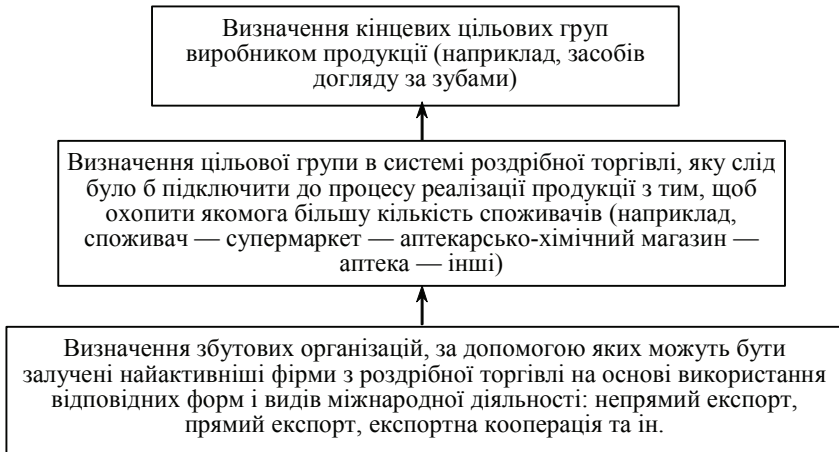 Визначення кінцевих цільових груп
виробником продукції (наприклад, засобів
догляду за зубами)
Визначення цільової групи в системі роздрібної торгівлі, яку слід
було б підключити до процесу реалізації продукції з тим, щоб
охопити якомога більшу кількість споживачів (наприклад,
споживач — супермаркет — аптекарсько-хімічний магазин —
аптека — інші)
Визначення збутових організацій, за допомогою яких можуть бути
залучені найактивніші фірми з роздрібної торгівлі на основі використання
відповідних форм і видів міжнародної діяльності: непрямий експорт,
прямий експорт, експортна кооперація та ін.